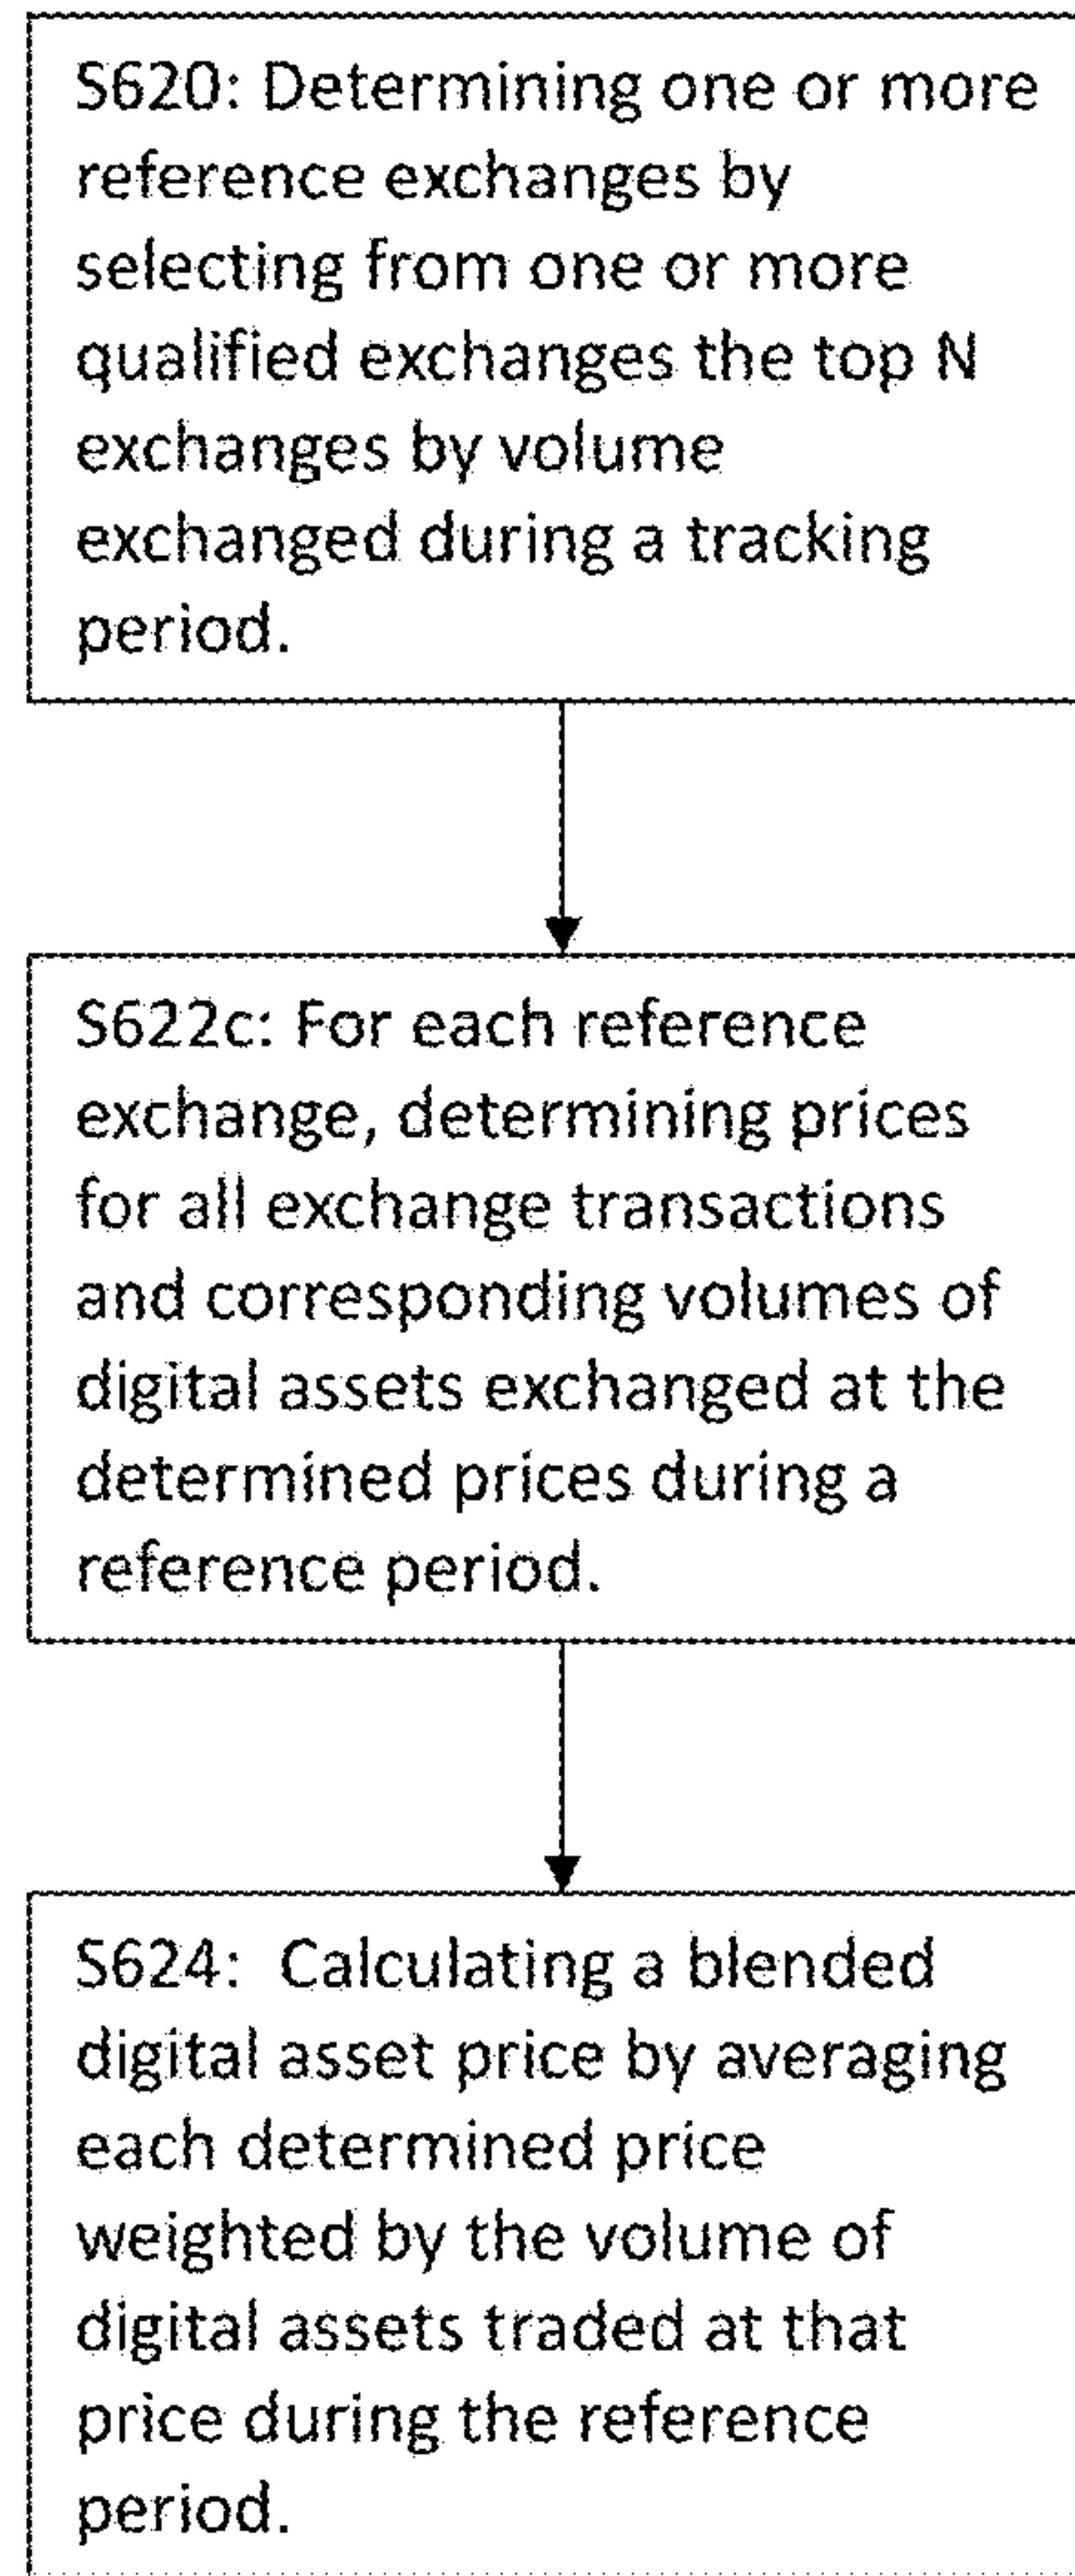 S620: Determining one or more
reference exchanges by
selecting from one or more
qualified exchanges the top N
exchanges by volume
exchanged during a tracking
period.
S622c: For each reference
exchange, determining prices
for all exchange transactions
and corresponding volumes of
digital assets exchanged at the
determined prices during a
reference period.
S624:  Calculating a blended
digital asset price by averaging
each determined price
weighted by the volume of
digital assets traded at that
price during the reference
period.